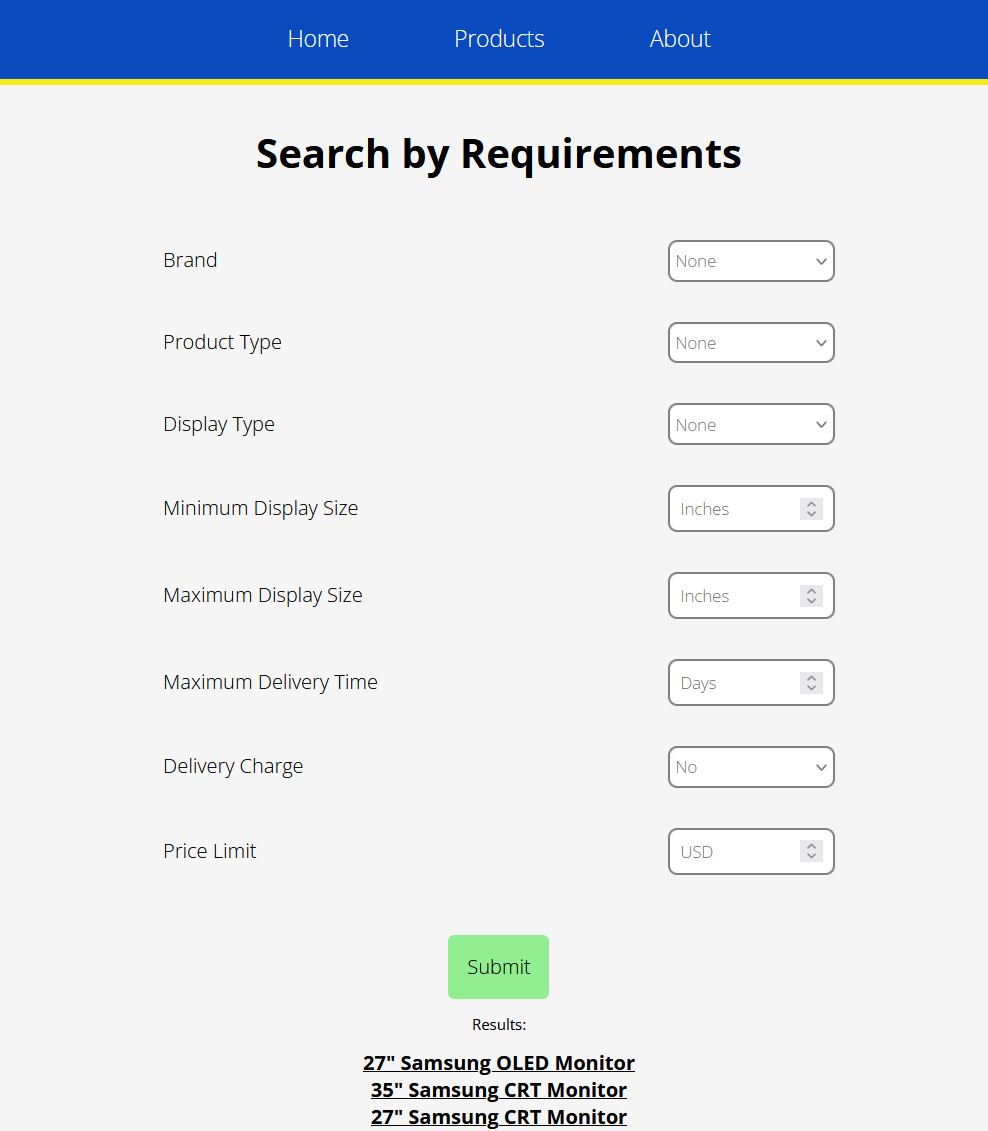 Home Products About
Search by Requirements
Brand None
Product Type None
Display Type None
Minimum Display Size Inches
Maximum Display Size Inches
Maximum Delivery Time Days
Delivery Charge No
Price Limit USD
Submit
Results:
27" Samsung OLED Monitor
35" Samsung CRT Monitor
27" Samsung CRT Monitor